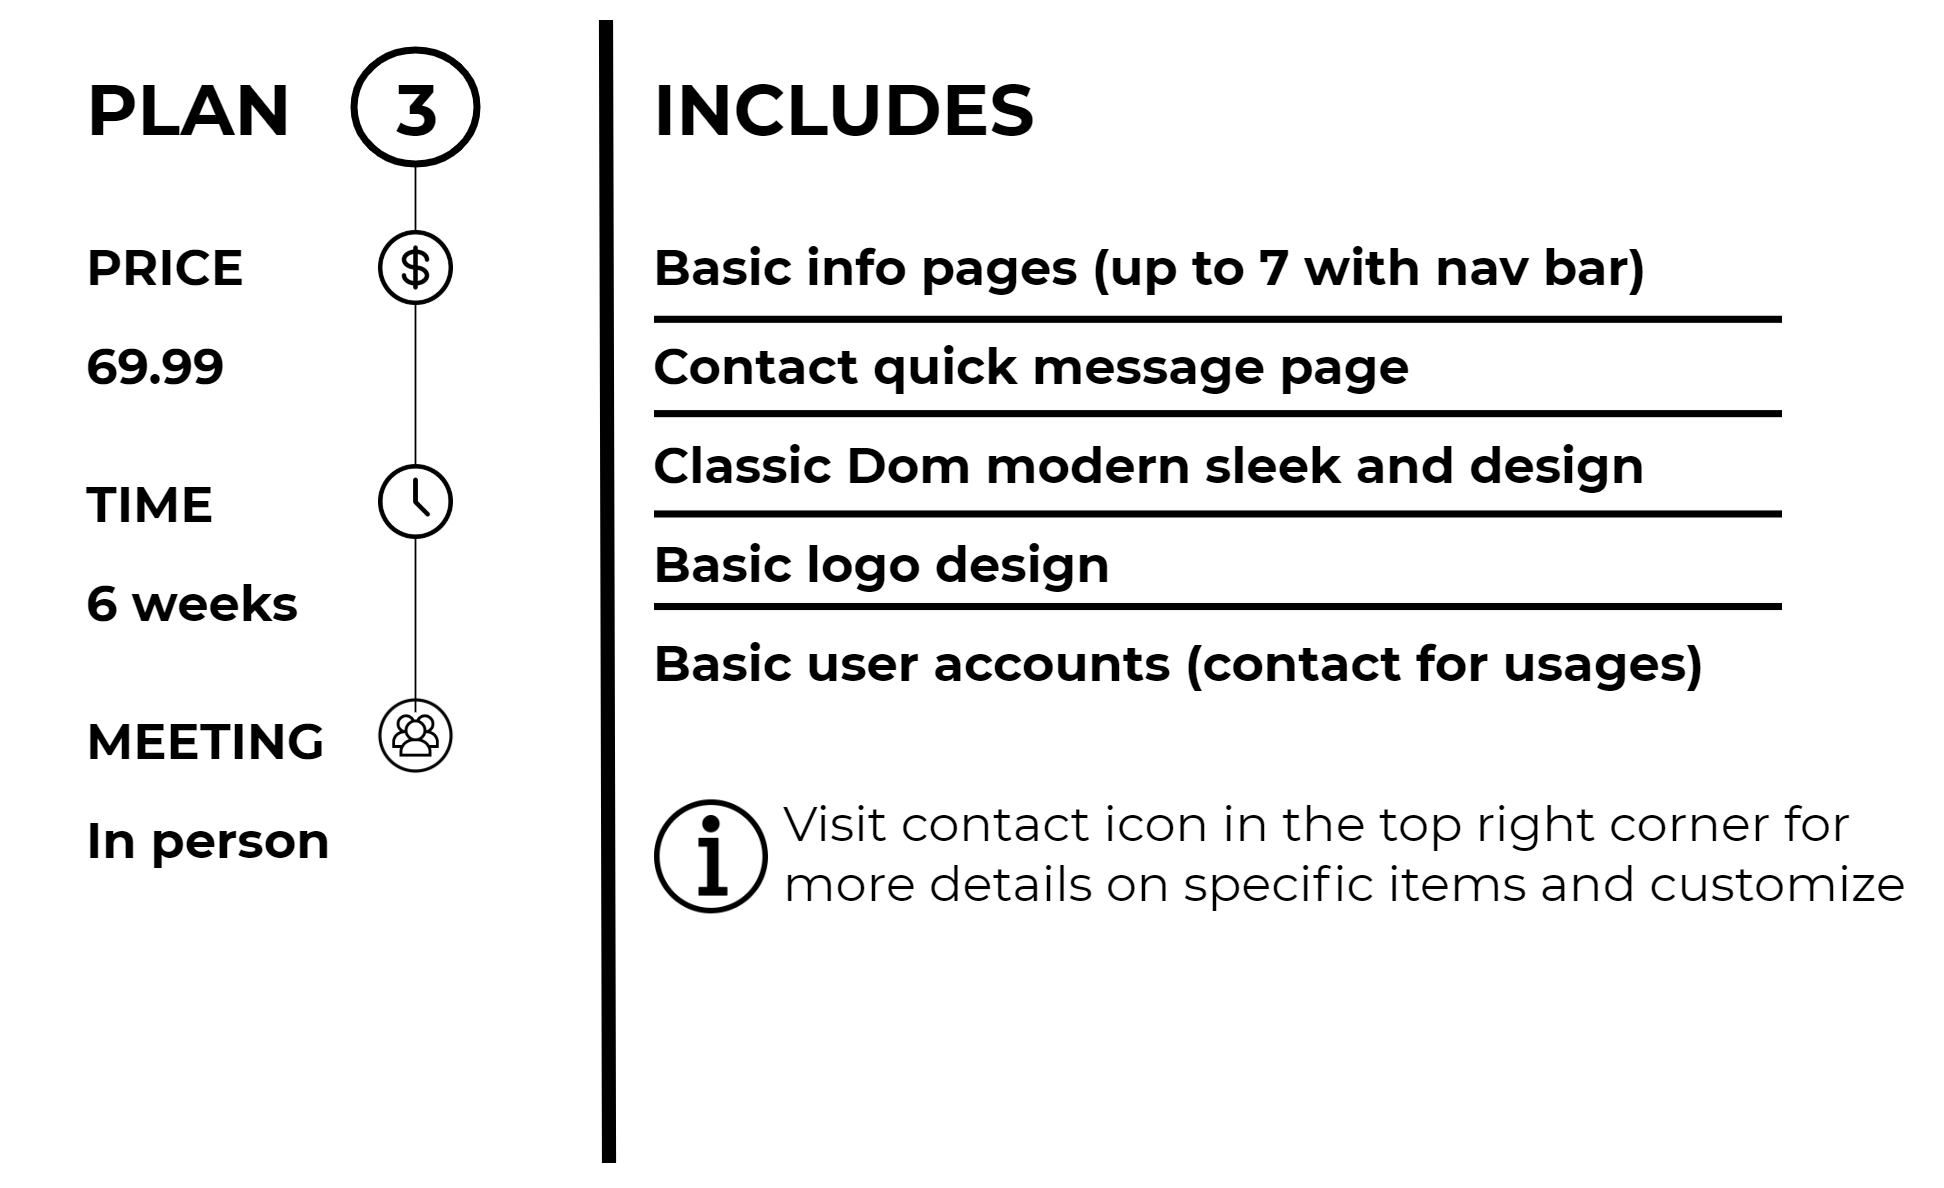 PLAN 3
PRICE $
69.99
TIME
6 weeks
MEETING
In person
INCLUDES
Basic info pages (up to 7 with nav bar)
Contact quick message page
Classic Dom modern sleek and design
Basic logo design
Basic user accounts (contact for usages)
i
Visit contact icon in the top right corner for
more details on specific items and customize